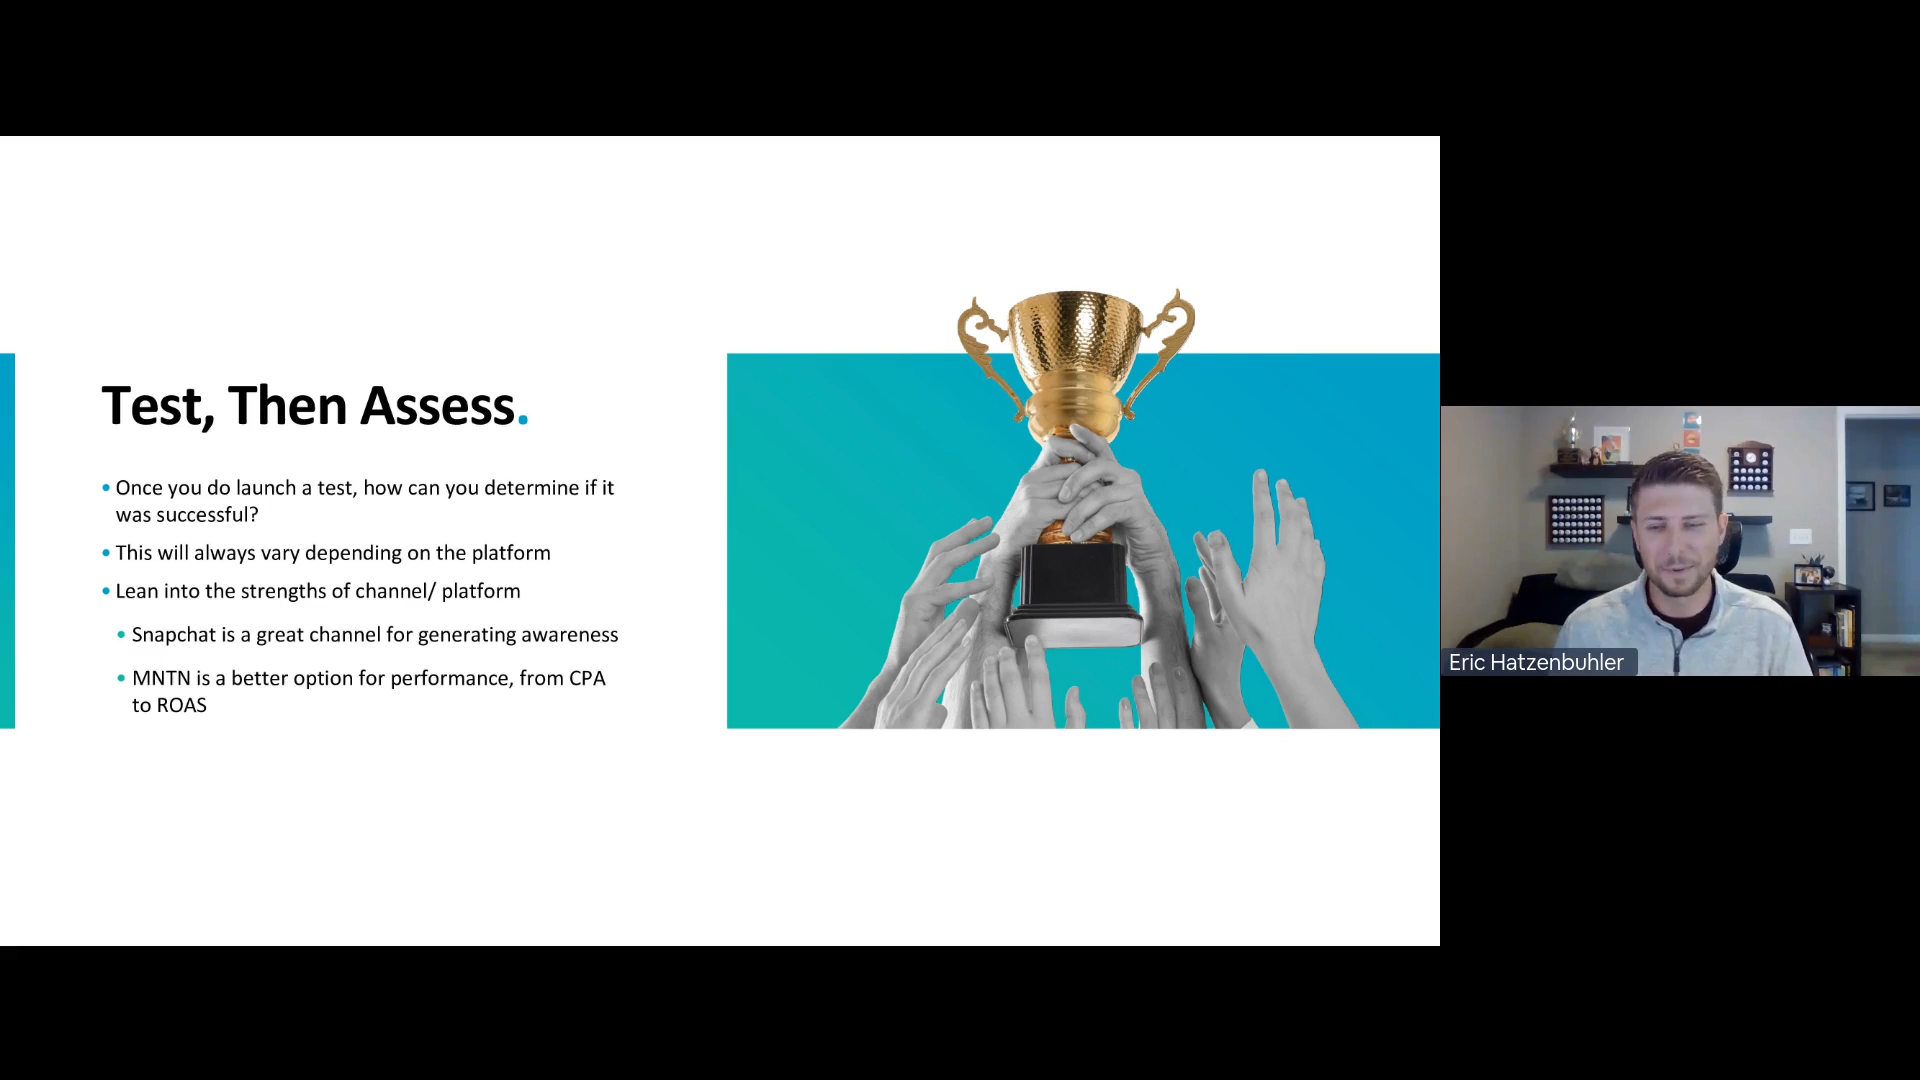 Test, Then Assess.
• Once you do launch a test, how can you determine if it
was successful?
• This will always vary depending on the platform
• Lean into the strengths of channel/ platform
• Snapchat is a great channel for generating awareness
• MNTN is a better option for performance, from CPA
to ROAS
Eric Hatzenbuhler